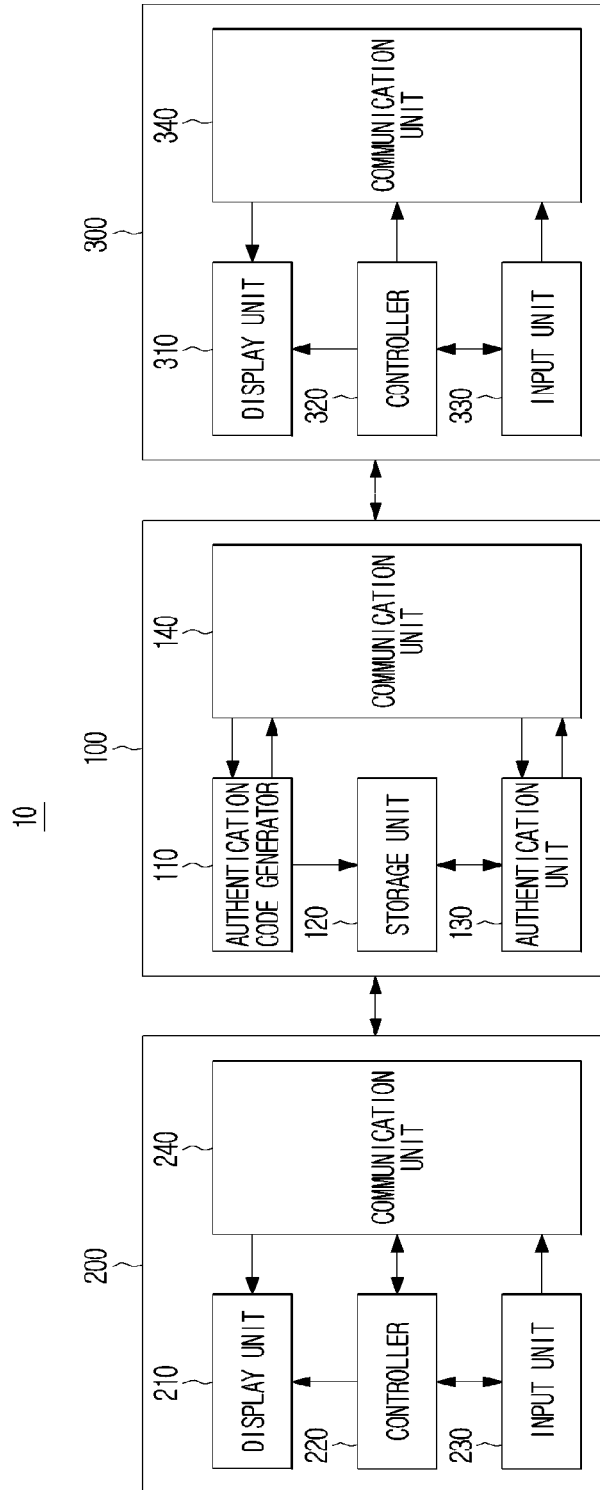 10
200
210
DISPLAY UNIT
220
CONTROLLER
230
INPUT UNIT
240
COMMUNICATION
UNIT
100
110
AUTHENTICATION
CODE GENERATOR
120
STORAGE UNIT
130
AUTHENTICATION
UNIT
140
COMMUNICATION
UNIT
300
310
DISPLAY UNIT
320
CONTROLLER
330
INPUT UNIT
340
COMMUNICATION
UNIT